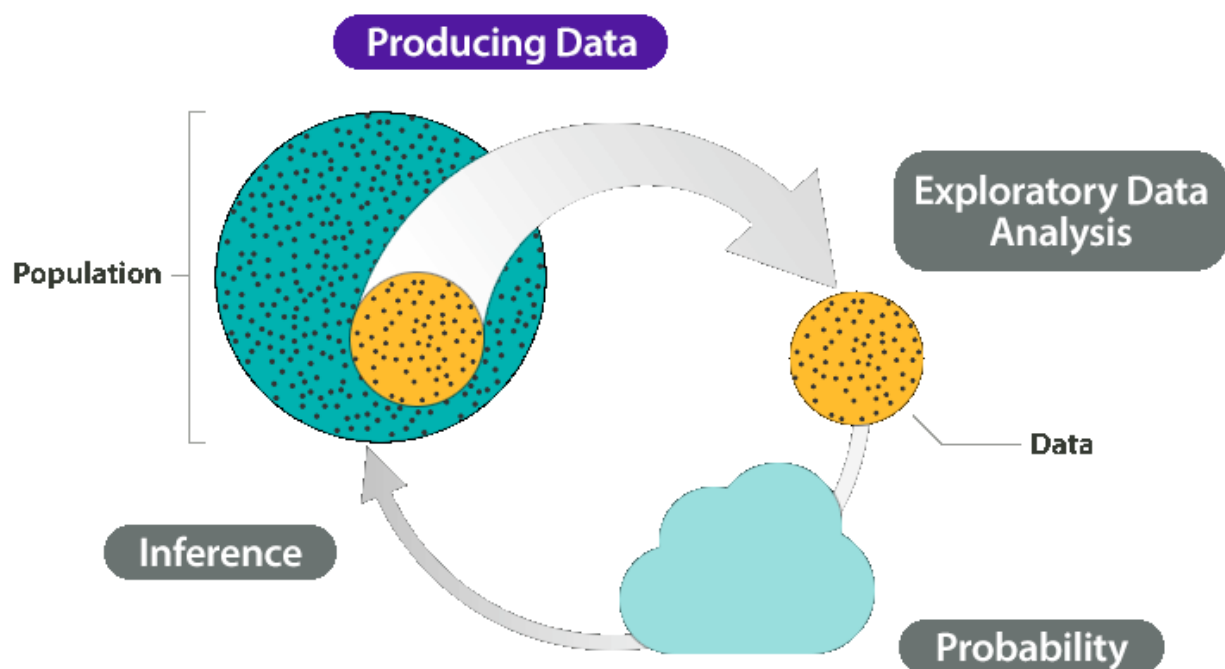 Producing Data
Exploratory Data
Analysis
Population
Data
Inference
Probability